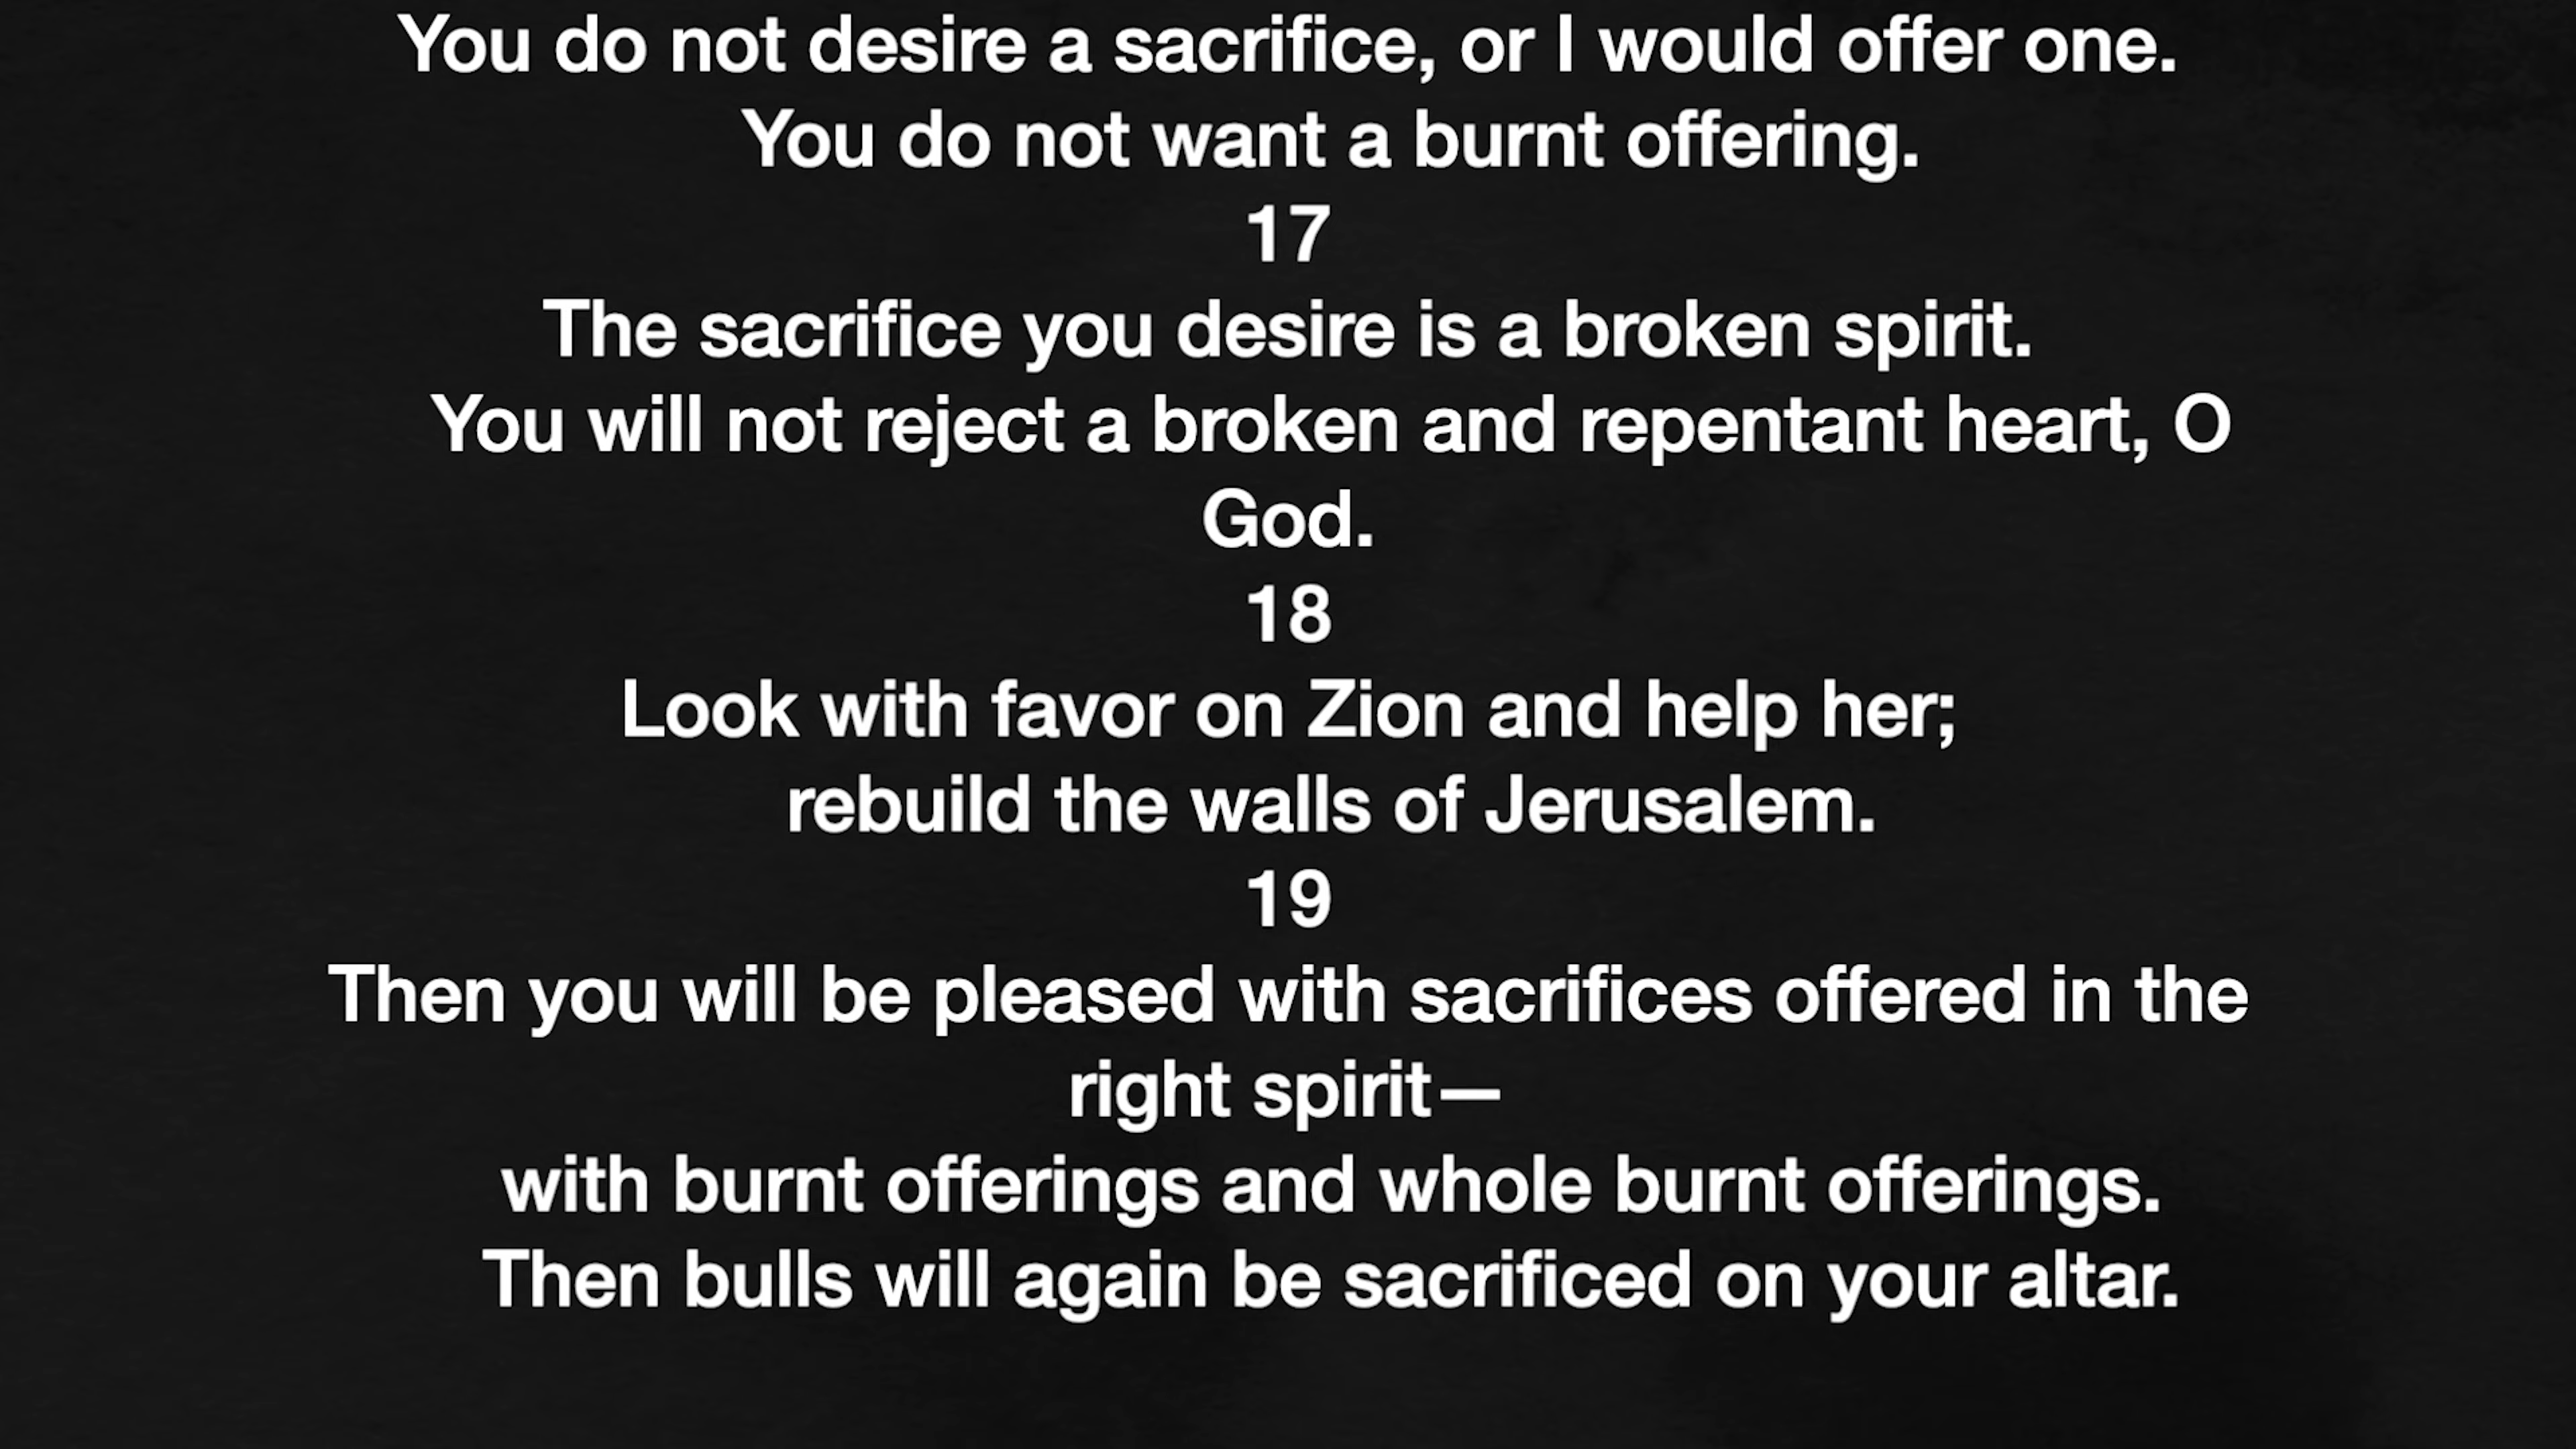 You do not desire a sacrifice, or I would offer one.
You do not want a burnt offering.
17
The sacrifice you desire is a broken spirit.
You will not reject a broken and repentant heart, O
God.
18
Look with favor on Zion and help her;
rebuild the walls of Jerusalem.
19
Then you will be pleased with sacrifices offered in the
right spirit—
with burnt offerings and whole burnt offerings.
Then bulls will again be sacrificed on your altar.